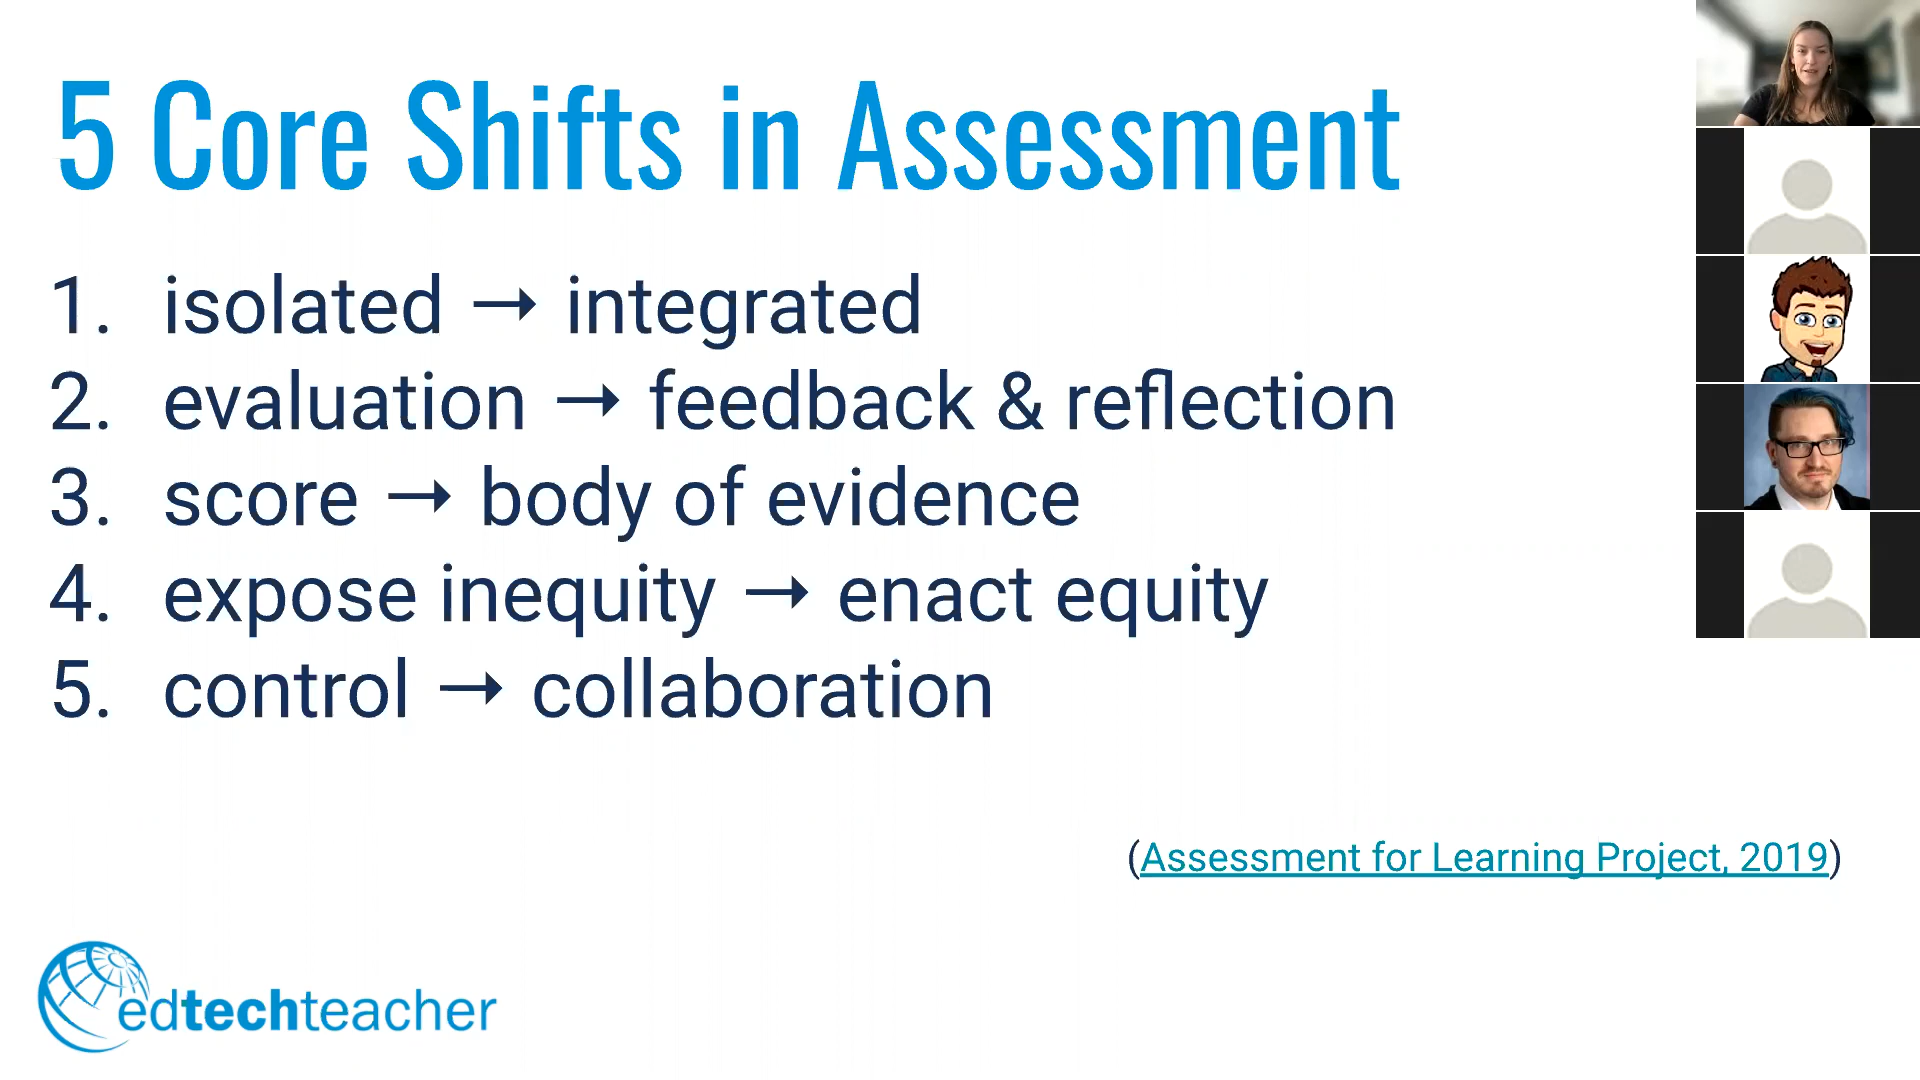 5 Core Shifts in Assessment
1. isolated → integrated
2. evaluation → feedback & reflection
3. score → body of evidence
4. expose inequity → enact equity
5. control → collaboration
(Assessment for Learning Project, 2019)
edtechteacher